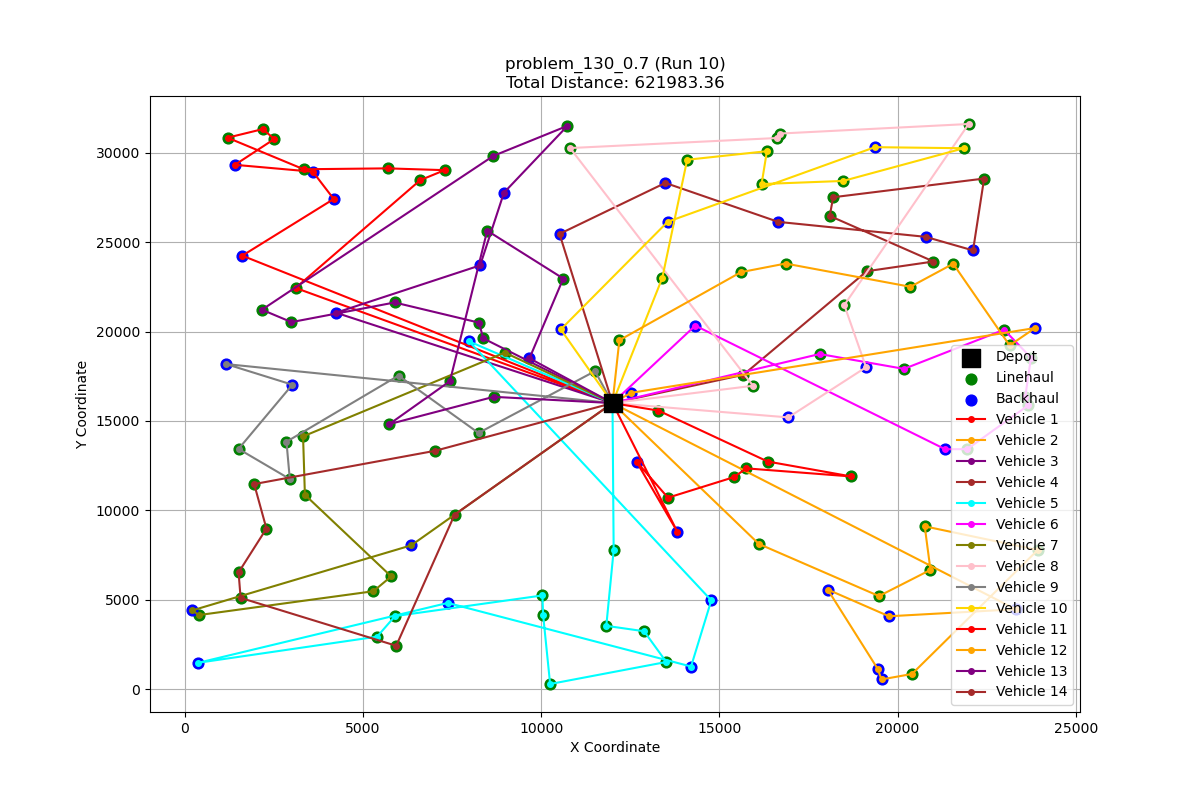 problem_130_0.7 (Run 10)
Total Distance: 621983.36
Y Coordinate
30000
25000
20000
15000
10000
5000
0
Depot
Linehaul
Backhaul
Vehicle 1
Vehicle 2
Vehicle 3
Vehicle 4
Vehicle 5
Vehicle 6
Vehicle 7
Vehicle 8
Vehicle 9
Vehicle 10
Vehicle 11
Vehicle 12
Vehicle 13
Vehicle 14
0 5000 10000 15000 20000 25000
X Coordinate